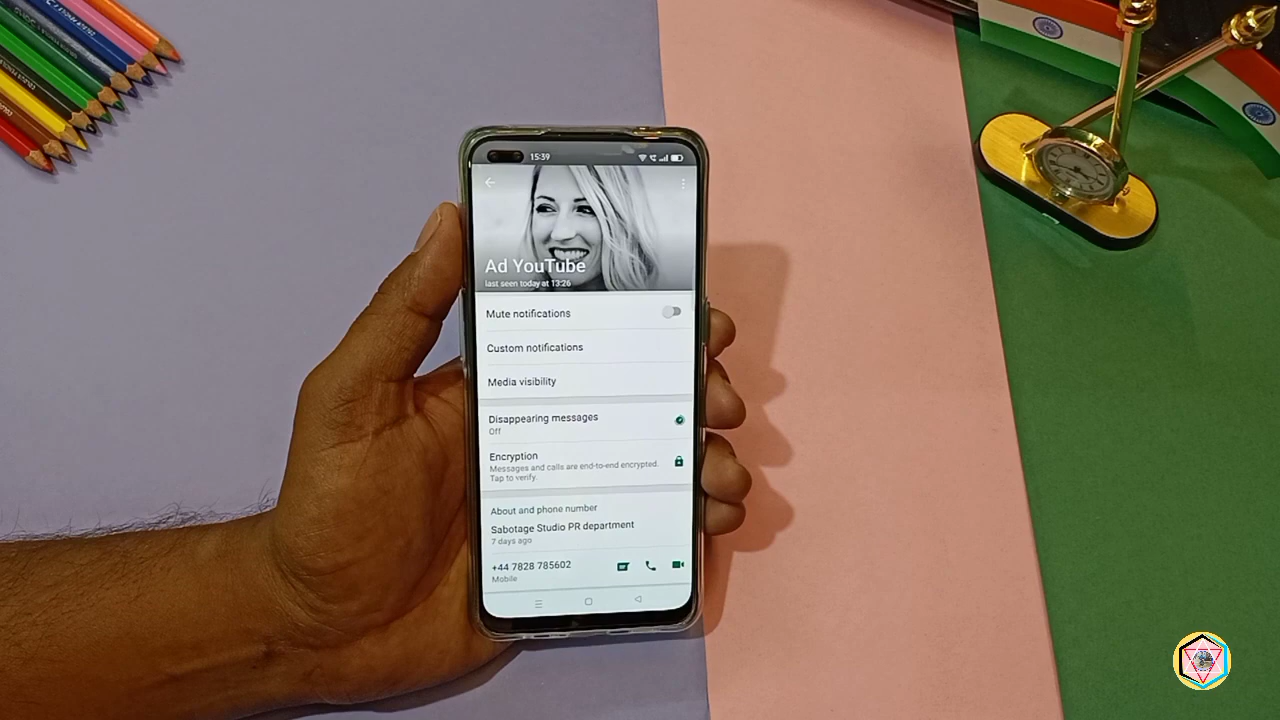 15:39
Ad YouTube
last seen today at 13:26
Mute notifications
Custom notifications
Media visibility
Disappearing messages
Off
Encryption
Messages and calls are end-to-end encrypted.
Tap to verify.
About and phone number
Sabotage Studio PR department
7 days ago
+44 7828 785602
Mobile